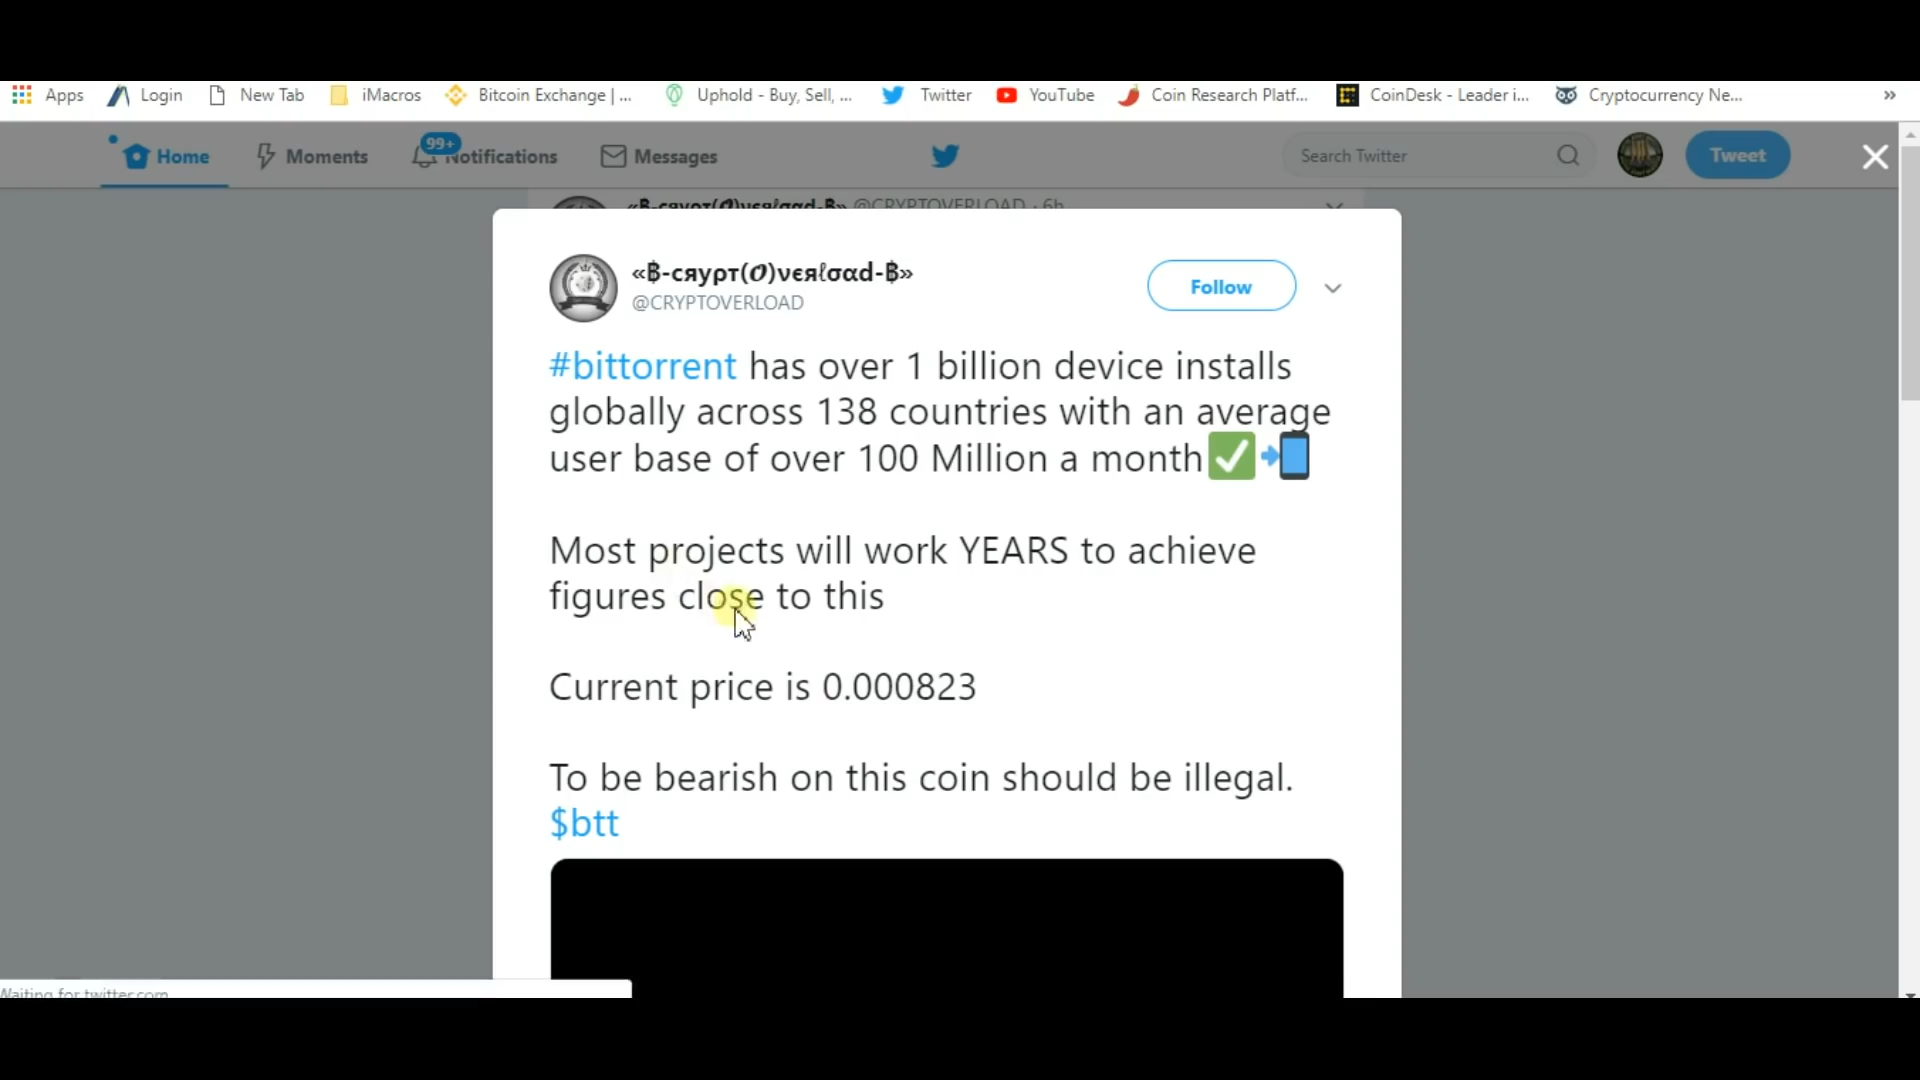 Apps Login New Tab iMacros Bitcoin Exchange | ... Uphold - Buy, Sell, ... Twitter YouTube Coin Research Platf... CoinDesk - Leader i... Cryptocurrency Ne... »
Home Moments 99+ Notifications Messages Search Twitter Tweet
@CRYPTOVERLOAD · 6h
«฿-cяyρт(𝑶)νєяℓσαd-฿»
@CRYPTOVERLOAD
Follow
#bittorrent has over 1 billion device installs
globally across 138 countries with an average
user base of over 100 Million a month✅📲
Most projects will work YEARS to achieve
figures close to this
Current price is 0.000823
To be bearish on this coin should be illegal.
$btt
Waiting for twitter.com